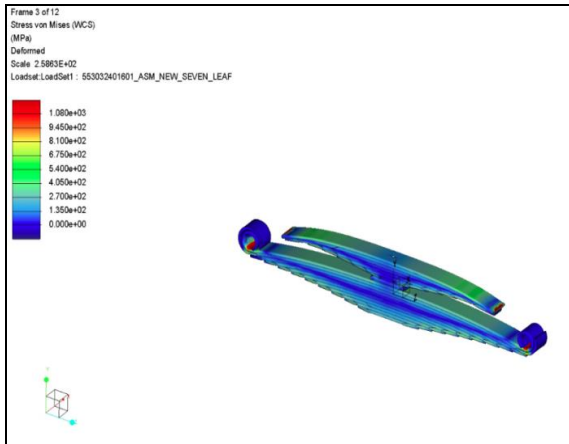 Frame 3 of 12
Stress von Mises (WCS)
(MPa)
Deformed
Scale 2.5863E+02
Loadset:LoadSet1 : 553032401601_ASM_NEW_SEVEN_LEAF
1.080e+03
9.450e+02
8.100e+02
6.750e+02
5.400e+02
4.050e+02
2.700e+02
1.350e+02
0.000e+00